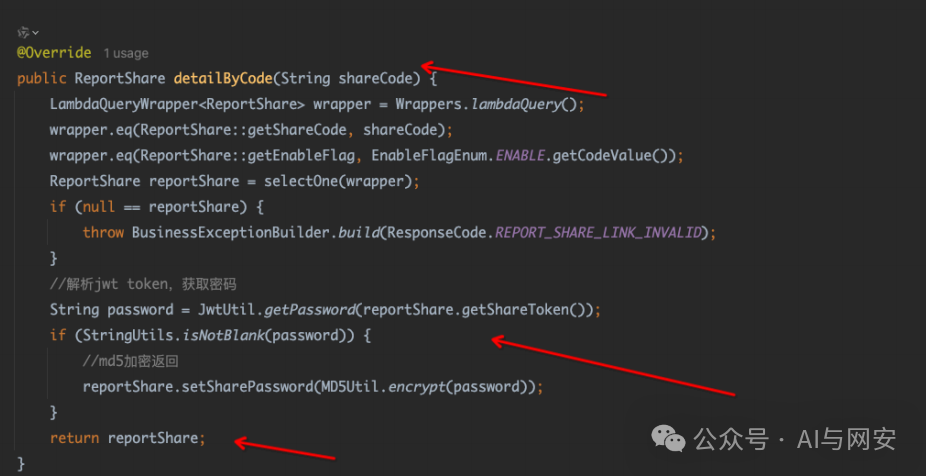 @Override 1 usage
public ReportShare detailByCode(String shareCode) {
LambdaQueryWrapper<ReportShare> wrapper = Wrappers.lambdaQuery();
wrapper.eq(ReportShare::getShareCode, shareCode);
wrapper.eq(ReportShare::getEnableFlag, EnableFlagEnum.ENABLE.getCodeValue());
ReportShare reportShare = selectOne(wrapper);
if (null == reportShare) {
throw BusinessExceptionBuilder.build(ResponseCode.REPORT_SHARE_LINK_INVALID);
}
//解析jwt token, 获取密码
String password = JwtUtil.getPassword(reportShare.getShareToken());
if (StringUtils.isNotBlank(password)) {
//md5加密返回
reportShare.setSharePassword(MD5Util.encrypt(password));
}
return reportShare;
}
公众号 · AI与网安